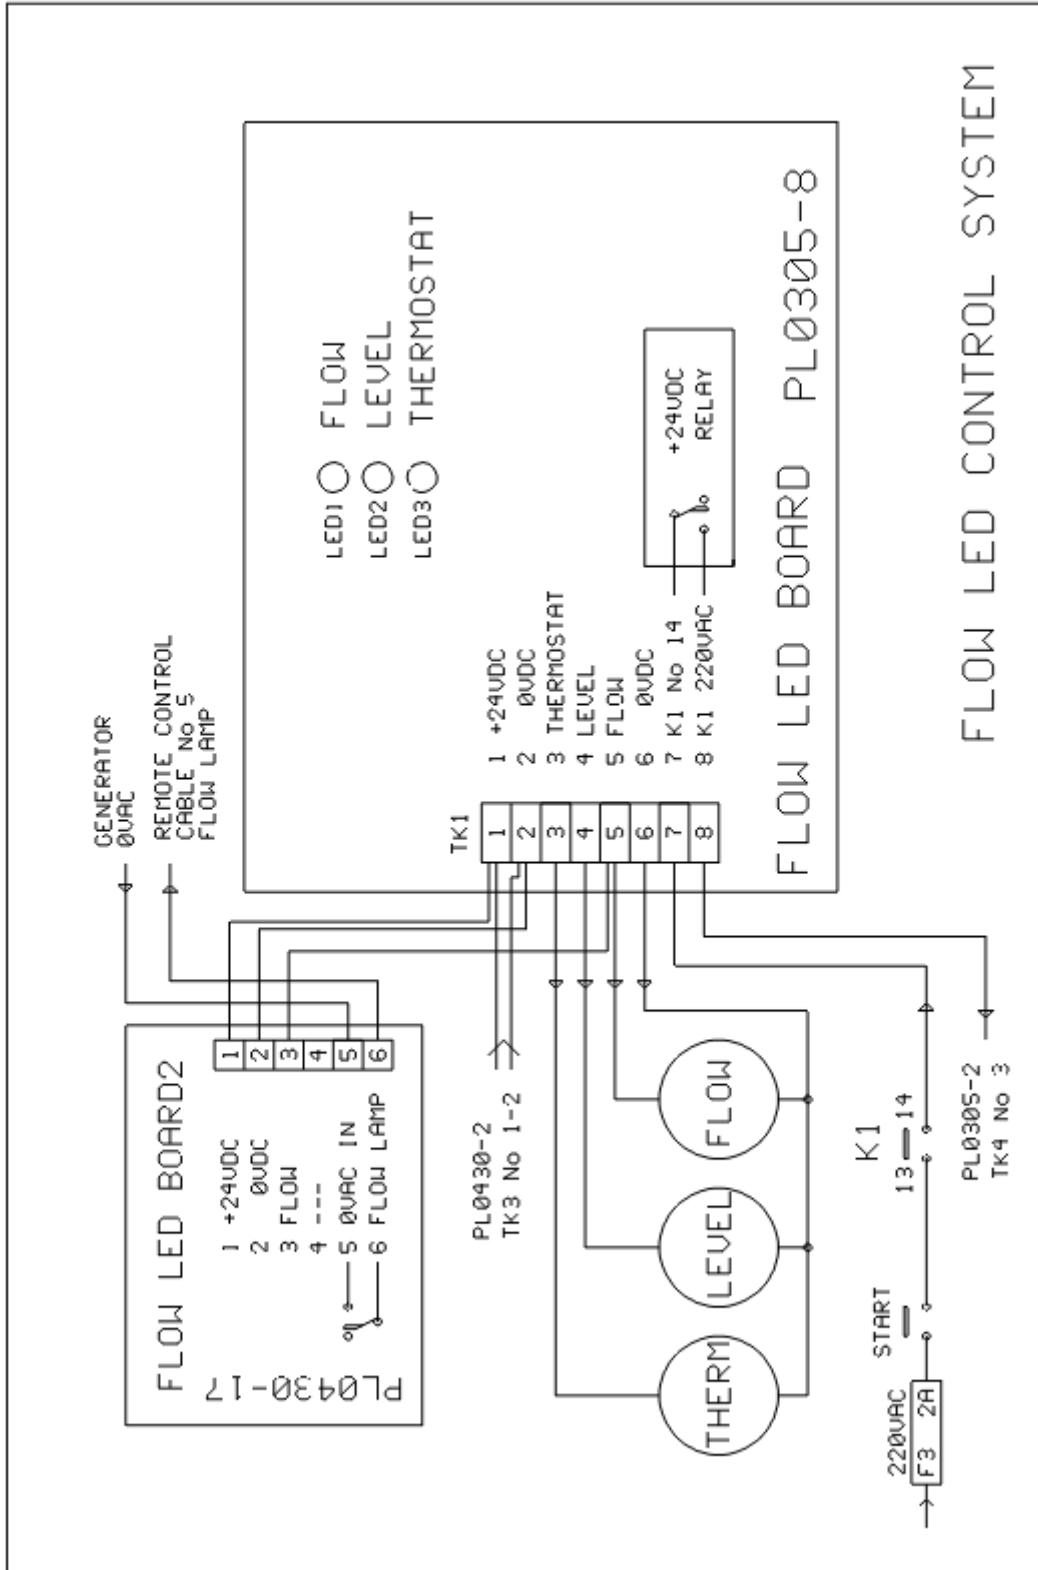 GENERATOR
0VAC
REMOTE CONTROL
CABLE No 5
FLOW LAMP
FLOW LED BOARD2
1 +24VDC
2 0VDC
3 FLOW
4 ---
5 0VAC IN
6 FLOW LAMP
PL0430-17
1
2
3
4
5
6
LED1 FLOW
LED2 LEVEL
LED3 THERMOSTAT
TK1
1
2
3
4
5
6
7
8
1 +24VDC
2 0VDC
3 THERMOSTAT
4 LEVEL
5 FLOW
6 0VDC
7 K1 No 14
8 K1 220VAC
+24VDC
RELAY
FLOW LED BOARD PL0305-8
PL0430-2
TK3 No 1-2
THERM
LEVEL
FLOW
220VAC
F3 2A
START
K1
13 14
PL0305-2
TK4 No 3
FLOW LED CONTROL SYSTEM